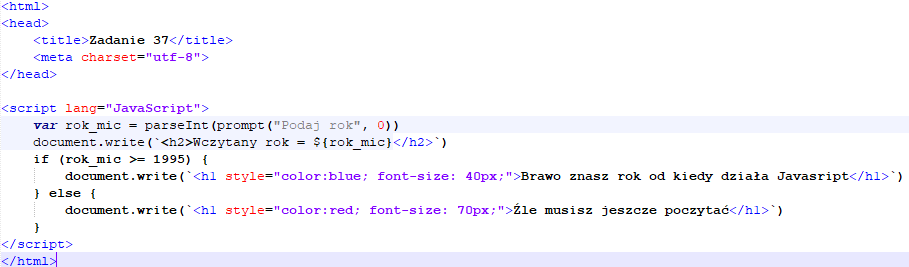 <html>
<head>
    <title>Zadanie 37</title>
    <meta charset="utf-8">
</head>

<script lang="JavaScript">
    var rok_mic = parseInt(prompt("Podaj rok", 0))
    document.write(`<h2>Wczytany rok = ${rok_mic}</h2>`)
    if (rok_mic >= 1995) {
        document.write(`<h1 style="color:blue; font-size: 40px;">Brawo znasz rok od kiedy działa Javasript</h1>`)
    } else {
        document.write(`<h1 style="color:red; font-size: 70px;">Źle musisz jeszcze poczytać</h1>`)
    }
</script>
</html>